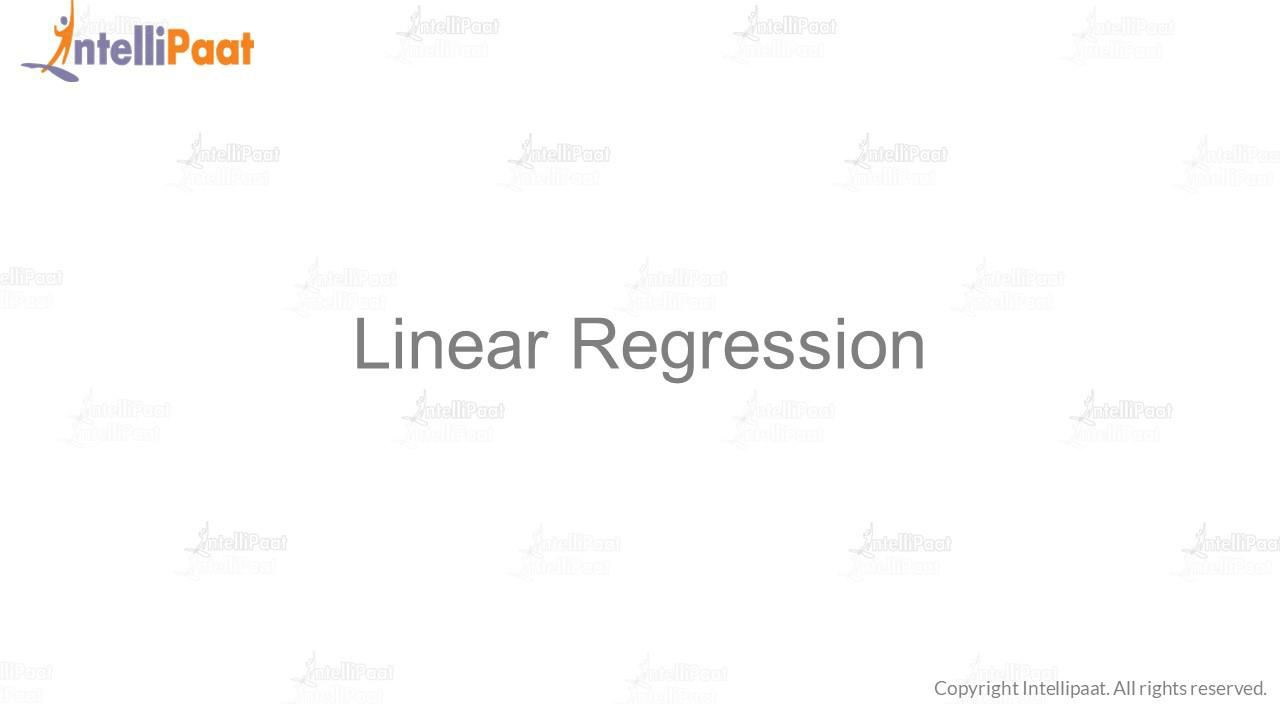 IntelliPaat
Linear Regression
Copyright Intellipaat. All rights reserved.